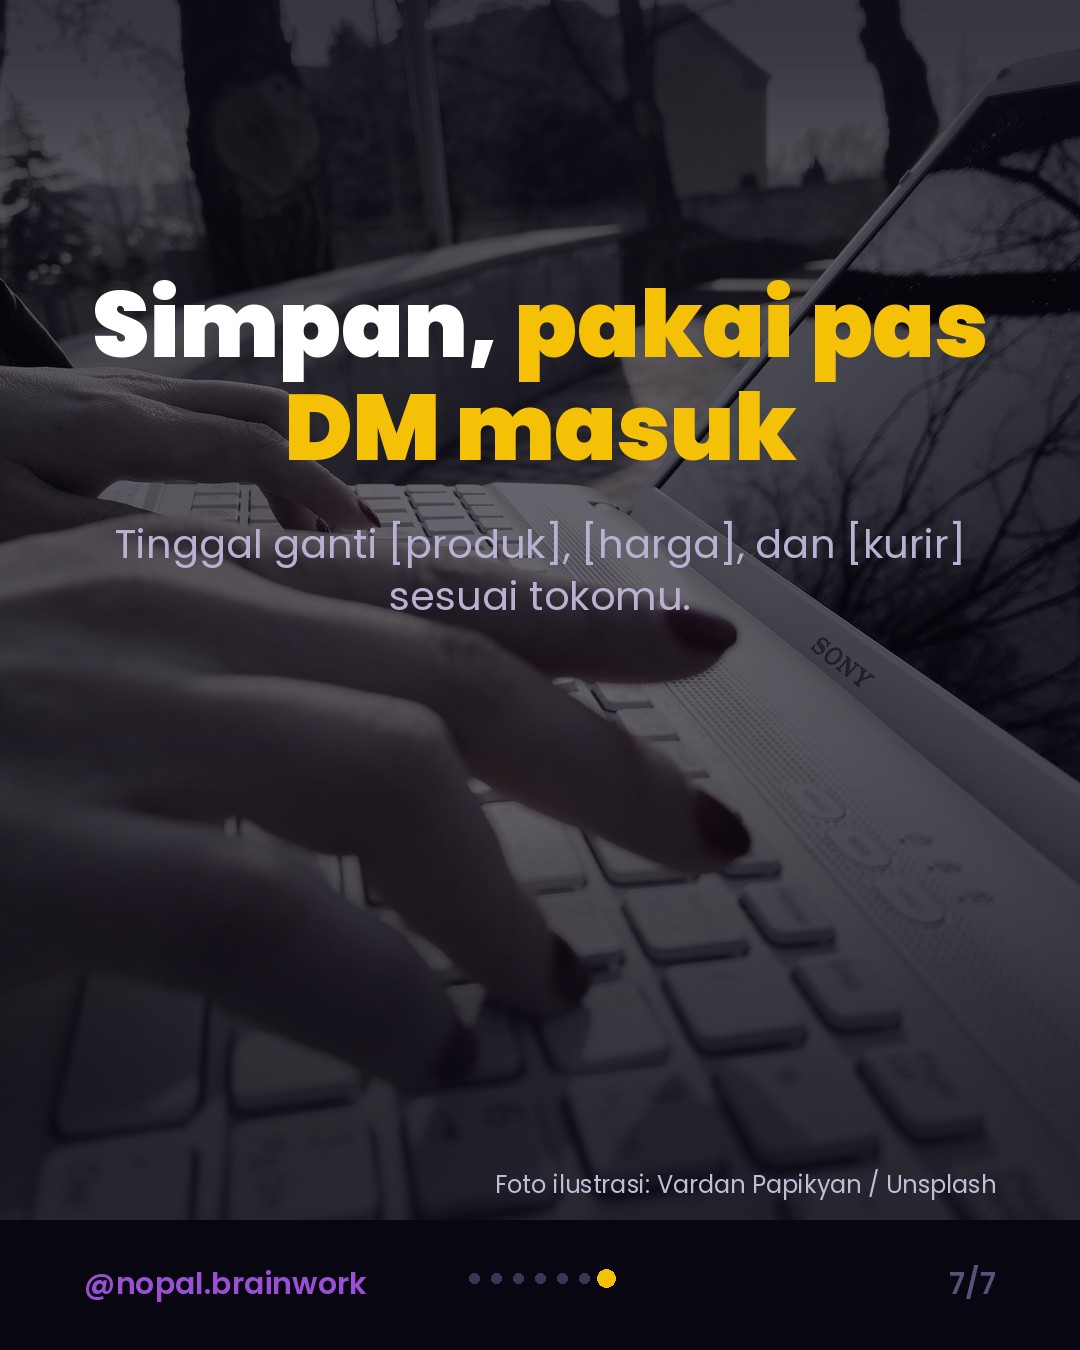 Simpan, pakai pas
DM masuk
Tinggal ganti [produk], [harga], dan [kurir]
sesuai tokomu.
SONY
Foto ilustrasi: Vardan Papikyan / Unsplash
@nopal.brainwork
7/7